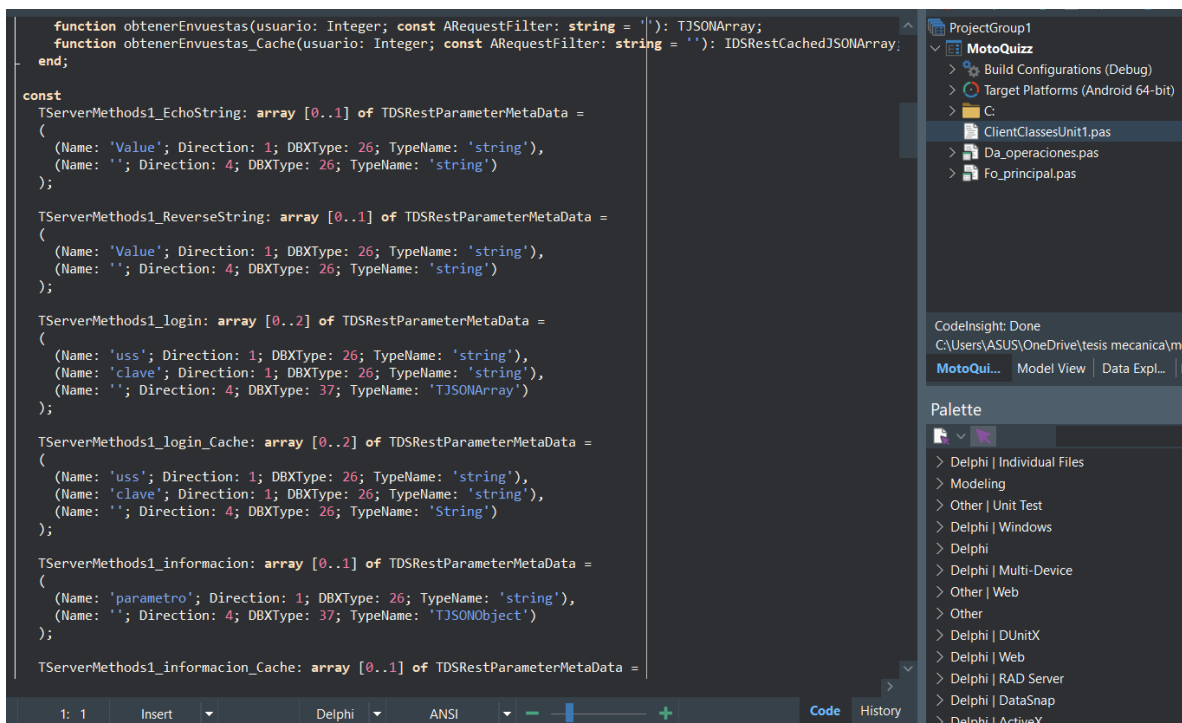 function obtenerEnvuestas(usuario: Integer; const ARequestFilter: string = ''): TJSONArray;
function obtenerEnvuestas_Cache(usuario: Integer; const ARequestFilter: string = ''): IDSRestCachedJSONArray;
end;
const
TServerMethods1_EchoString: array [0..1] of TDSRestParameterMetaData =
(
(Name: 'Value'; Direction: 1; DBXType: 26; TypeName: 'string'),
(Name: ''; Direction: 4; DBXType: 26; TypeName: 'string')
);
TServerMethods1_ReverseString: array [0..1] of TDSRestParameterMetaData =
(
(Name: 'Value'; Direction: 1; DBXType: 26; TypeName: 'string'),
(Name: ''; Direction: 4; DBXType: 26; TypeName: 'string')
);
TServerMethods1_login: array [0..2] of TDSRestParameterMetaData =
(
(Name: 'uss'; Direction: 1; DBXType: 26; TypeName: 'string'),
(Name: 'clave'; Direction: 1; DBXType: 26; TypeName: 'string'),
(Name: ''; Direction: 4; DBXType: 37; TypeName: 'TJSONArray')
);
TServerMethods1_login_Cache: array [0..2] of TDSRestParameterMetaData =
(
(Name: 'uss'; Direction: 1; DBXType: 26; TypeName: 'string'),
(Name: 'clave'; Direction: 1; DBXType: 26; TypeName: 'string'),
(Name: ''; Direction: 4; DBXType: 26; TypeName: 'String')
);
TServerMethods1_informacion: array [0..1] of TDSRestParameterMetaData =
(
(Name: 'parametro'; Direction: 1; DBXType: 26; TypeName: 'string'),
(Name: ''; Direction: 4; DBXType: 37; TypeName: 'TJSONObject')
);
TServerMethods1_informacion_Cache: array [0..1] of TDSRestParameterMetaData =
1: 1 Insert Delphi ANSI Code History
ProjectGroup1
MotoQuizz
Build Configurations (Debug)
Target Platforms (Android 64-bit)
C:
ClientClassesUnit1.pas
Da_operaciones.pas
Fo_principal.pas
CodeInsight: Done
C:\Users\ASUS\OneDrive\tesis mecanica\m
MotoQui... Model View Data Expl...
Palette
Delphi | Individual Files
Modeling
Other | Unit Test
Delphi | Windows
Delphi
Delphi | Multi-Device
Other | Web
Other
Delphi | DUnitX
Delphi | Web
Delphi | RAD Server
Delphi | DataSnap
Delphi | ActiveX